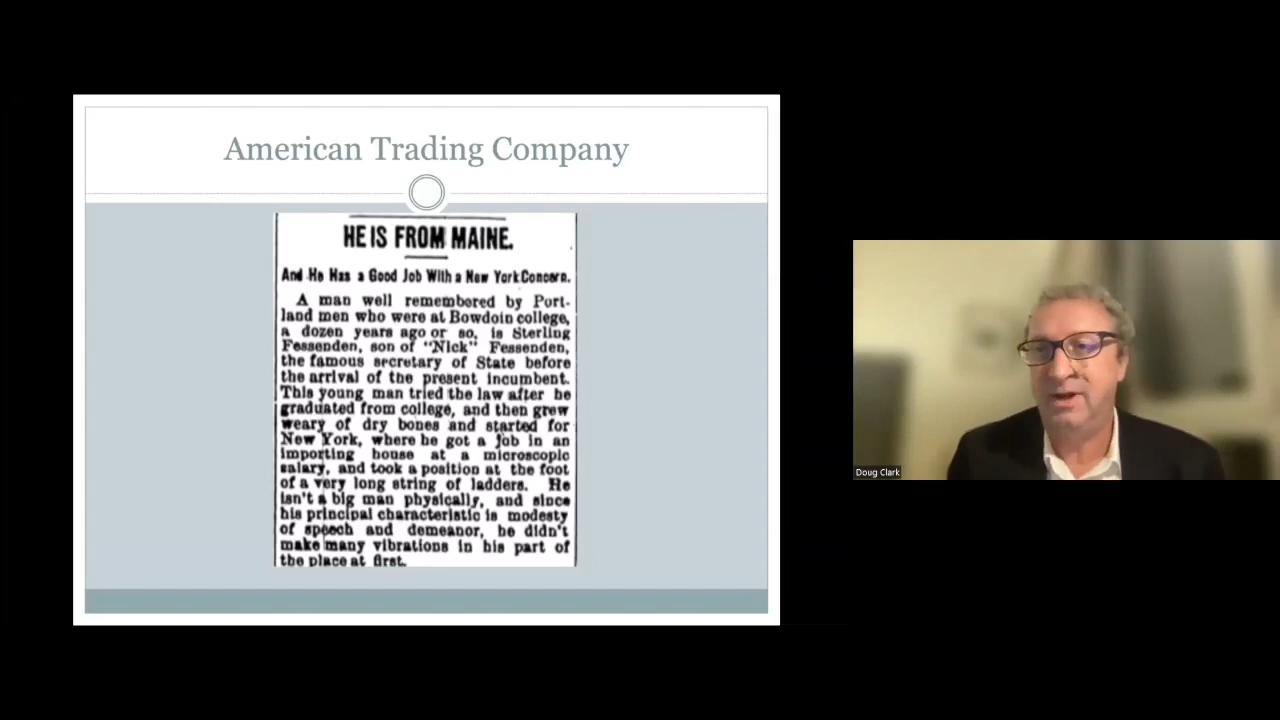 American Trading Company
HE IS FROM MAINE.
And He Has a Good Job With a New York Concern.
A man well remembered by Port-
land men who were at Bowdoin college,
a dozen years ago or so, is Sterling
Fessenden, son of "Nick" Fessenden,
the famous secretary of State before
the arrival of the present incumbent.
This young man tried the law after he
graduated from college, and then grew
weary of dry bones and started for
New York, where he got a job in an
importing house at a microscopic
salary, and took a position at the foot
of a very long string of ladders. He
isn't a big man physically, and since
his principal characteristic is modesty
of speech and demeanor, he didn't
make many vibrations in his part of
the place at first.
Doug Clark